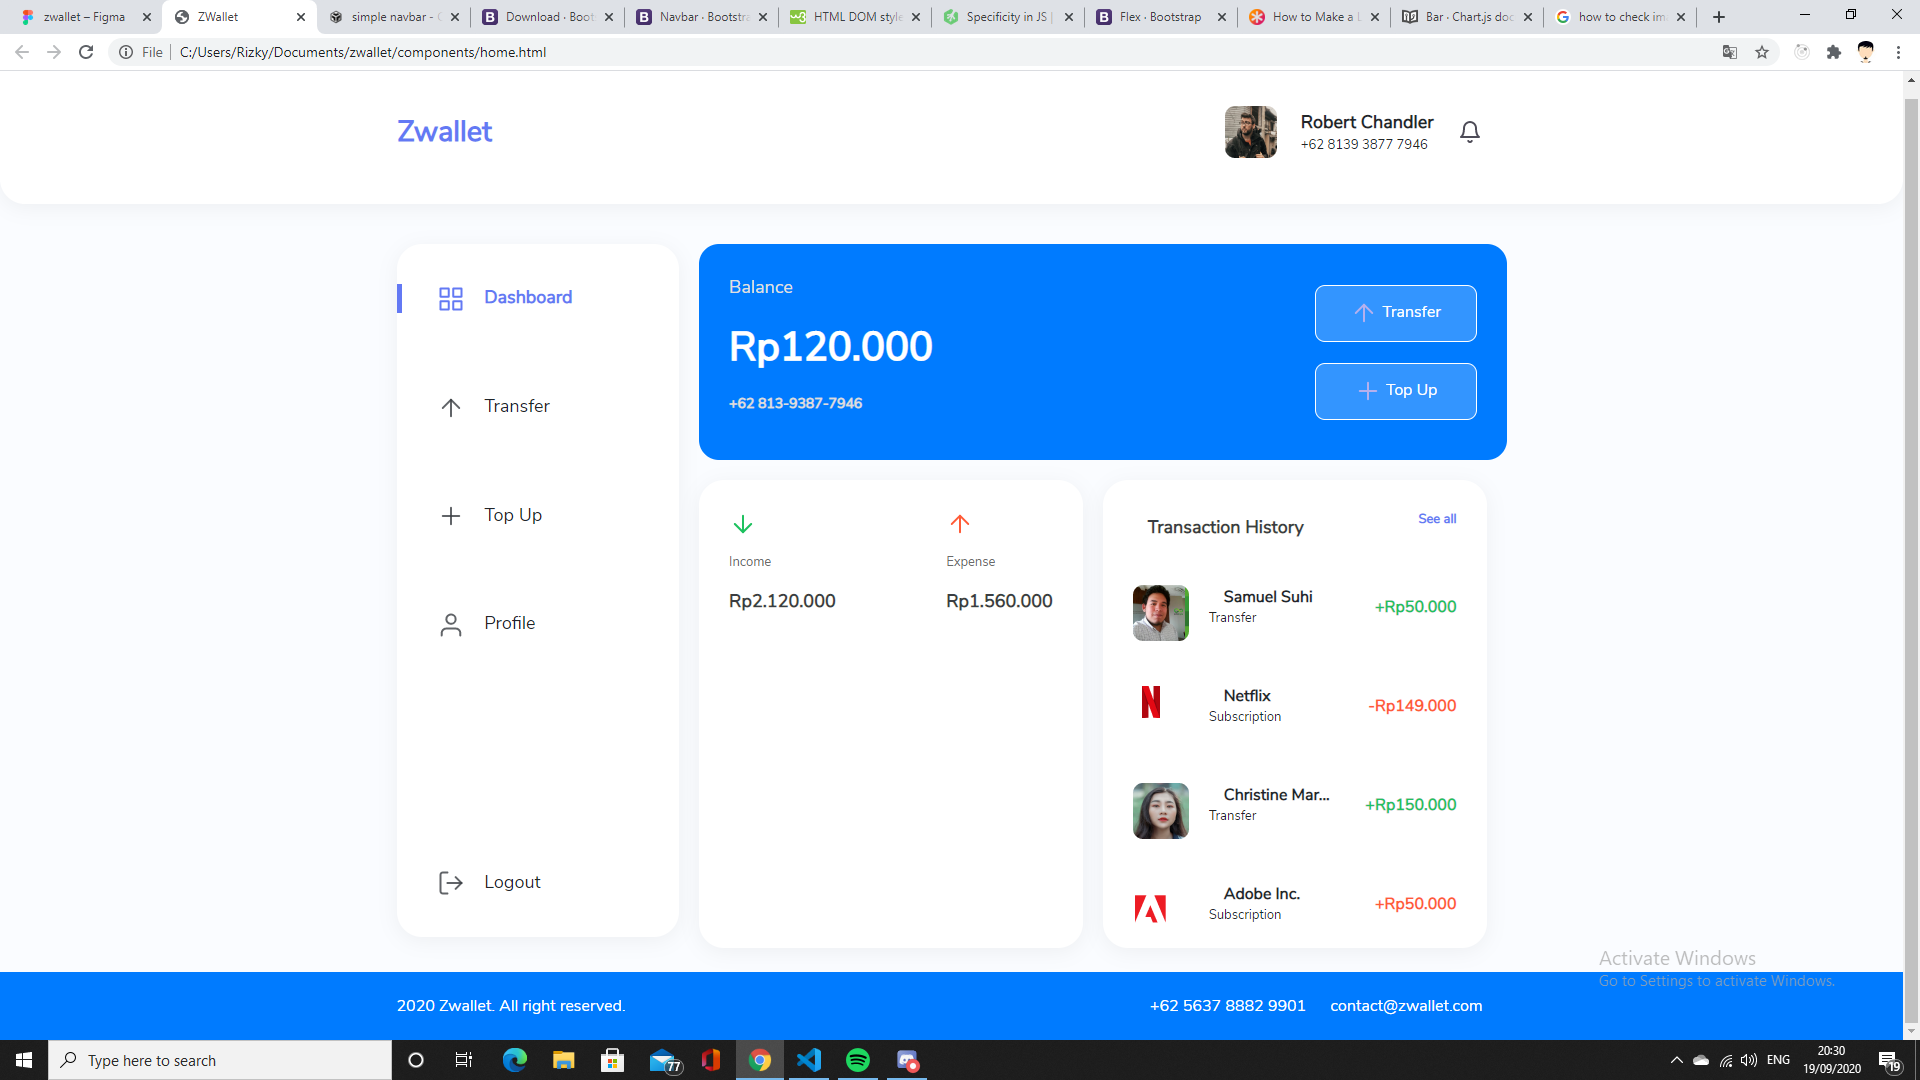 zwallet – Figma
ZWallet
simple navbar - 
Download · Boot
Navbar · Bootstra
HTML DOM style
Specificity in JS |
Flex · Bootstrap
How to Make a
Bar · Chart.js doc
how to check im
File
C:/Users/Rizky/Documents/zwallet/components/home.html
Zwallet
Robert Chandler
+62 8139 3877 7946
Dashboard
Transfer
Top Up
Profile
Logout
Balance
Rp120.000
+62 813-9387-7946
Transfer
Top Up
Income
Rp2.120.000
Expense
Rp1.560.000
Transaction History
See all
Samuel Suhi
Transfer
+Rp50.000
Netflix
Subscription
-Rp149.000
Christine Mar...
Transfer
+Rp150.000
Adobe Inc.
Subscription
+Rp50.000
Activate Windows
Go to Settings to activate Windows.
2020 Zwallet. All right reserved.
+62 5637 8882 9901
contact@zwallet.com
Type here to search
77
ENG
20:30
19/09/2020
19